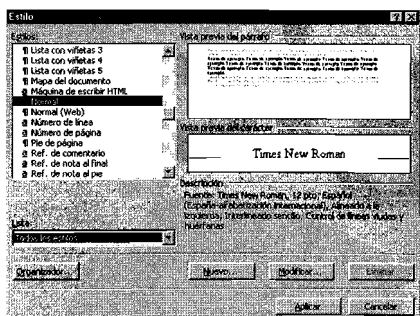 Estilo
Estilos:
¶ Lista con viñetas 3
¶ Lista con viñetas 4
¶ Lista con viñetas 5
¶ Mapa del documento
a Máquina de escribir HTML
Normal
¶ Normal (Web)
a Número de línea
a Número de página
¶ Pie de página
a Ref. de comentario
a Ref. de nota al final
a Ref. de nota al pie
Lista:
Todos los estilos
Vista previa del párrafo
Vista previa del carácter
Times New Roman
Descripción
Fuente: Times New Roman, 12 pto, Español
(España - alfabetización internacional), Alineado a la
izquierda, Interlineado sencillo, Control de líneas viudas y
huérfanas
Organizador...
Nuevo...
Modificar...
Eliminar
Aplicar
Cancelar